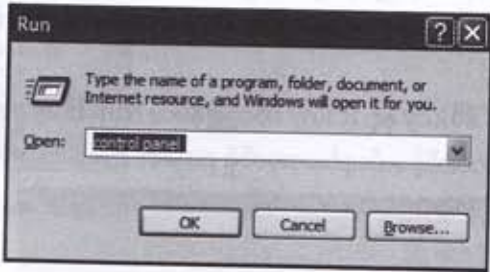 Run
Type the name of a program, folder, document, or
Internet resource, and Windows will open it for you.
Open: control panel
OK Cancel Browse...